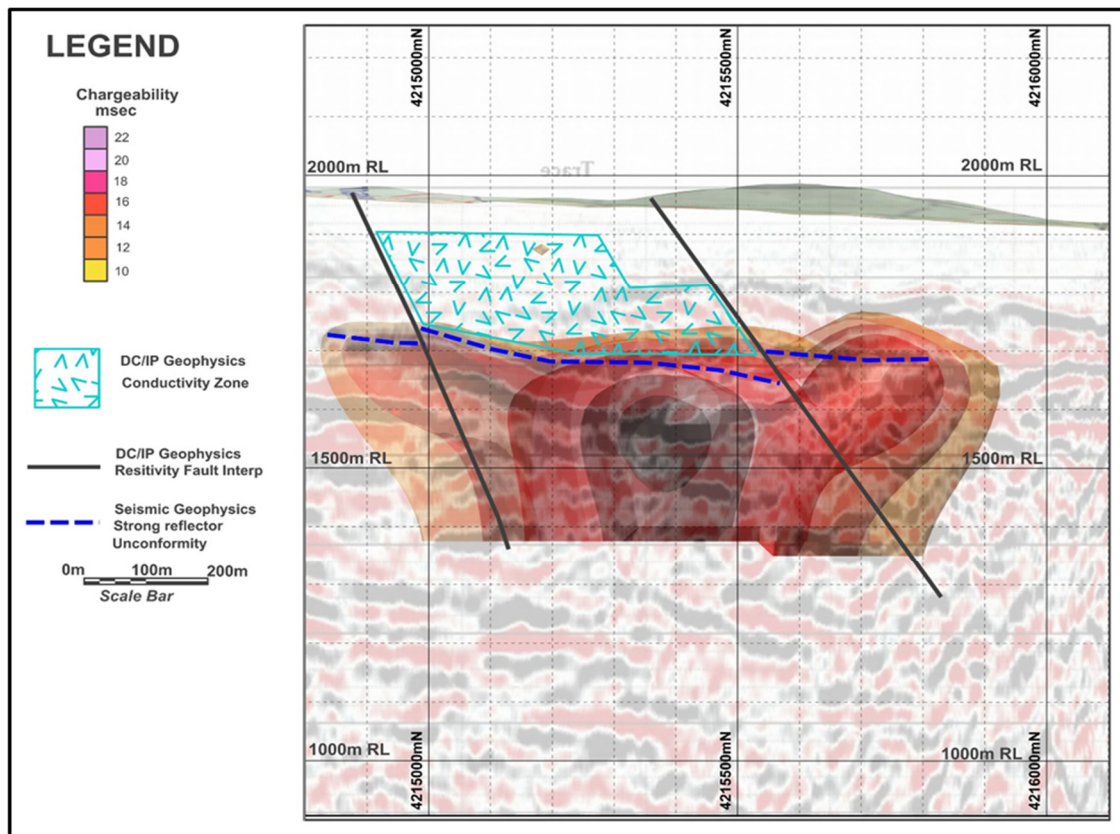 LEGEND
Chargeability
msec
22
20
18
16
14
12
10
DC/IP Geophysics
Conductivity Zone
DC/IP Geophysics
Resitivity Fault Interp
Seismic Geophysics
Strong reflector
Unconformity
0m 100m 200m
Scale Bar
4215000mN
4215500mN
4216000mN
2000m RL
2000m RL
Trace
1500m RL
1500m RL
1000m RL
1000m RL
4215000mN
4215500mN
4216000mN